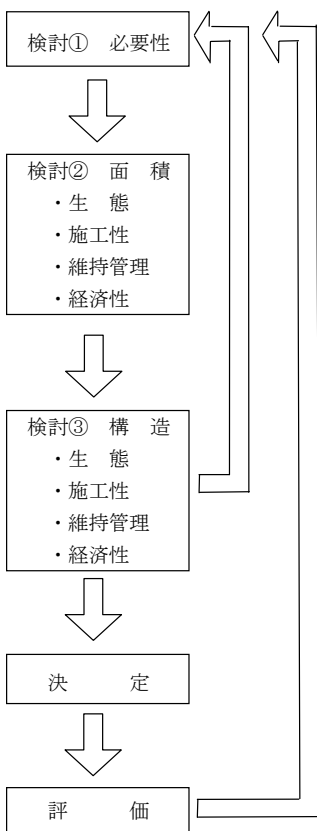 検討① 必要性
検討② 面 積
・生 態
・施工性
・維持管理
・経済性
検討③ 構 造
・生 態
・施工性
・維持管理
・経済性
決 定
評 価